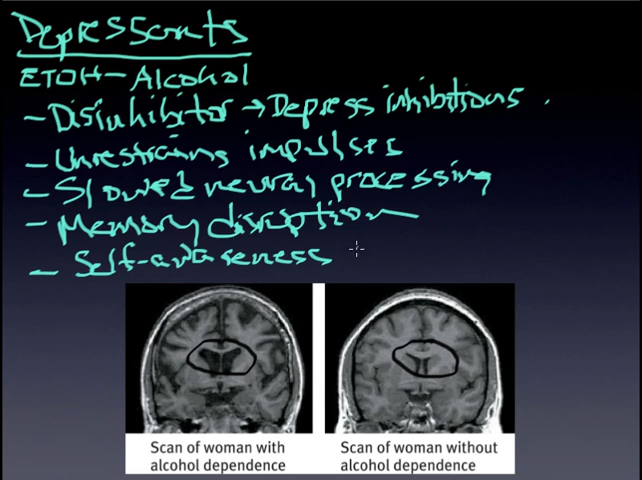 Depressants
ETOH - Alcohol
- Disinhibitor → Depress inhibitions.
- Unrestrains impulses
- Slowed neural processing
- Memory disruption
- Self-awareness
Scan of woman with
alcohol dependence
Scan of woman without
alcohol dependence